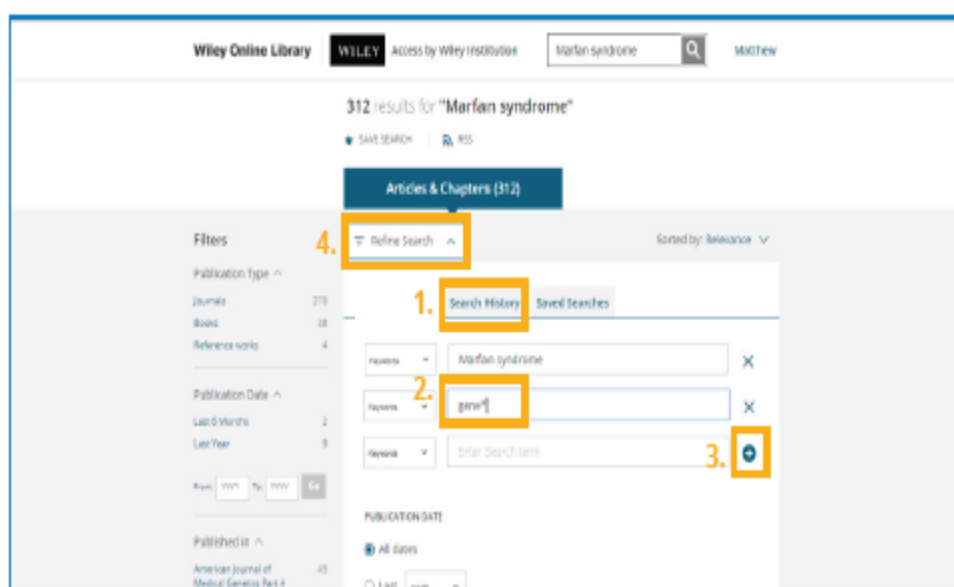 Wiley Online Library WILEY Access by Wiley Institution Marfan syndrome Matthew
312 results for "Marfan syndrome"
SAVE SEARCH RSS
Articles & Chapters (312)
Filters 4. Refine Search Sorted by: Relevance
Publication Type
1. Search History Saved Searches
Journals 270
Books
Reference works 4
Keywords Marfan syndrome
2.
Publication Date
Keywords gene*
Last 6 Months 2
Last Year 9
Keywords Enter Search term 3.
From: YYYY To: YYYY Go
PUBLICATION DATE
Published in
All dates
American Journal of 45
Medical Genetics Part A
Last